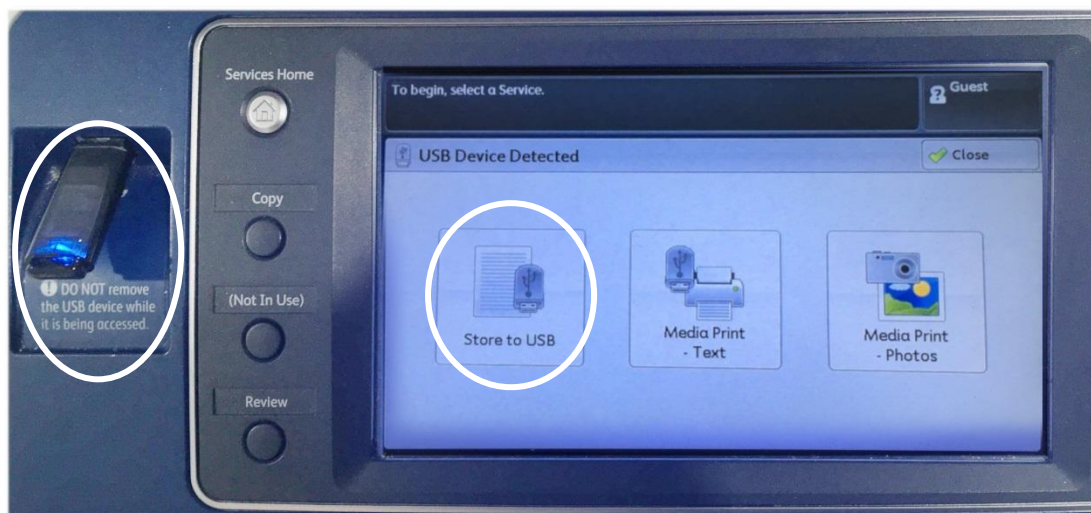 Services Home
Copy
(Not In Use)
Review
! DO NOT remove
the USB device while
it is being accessed.
To begin, select a Service.
Guest
USB Device Detected
Close
Store to USB
Media Print
- Text
Media Print
- Photos